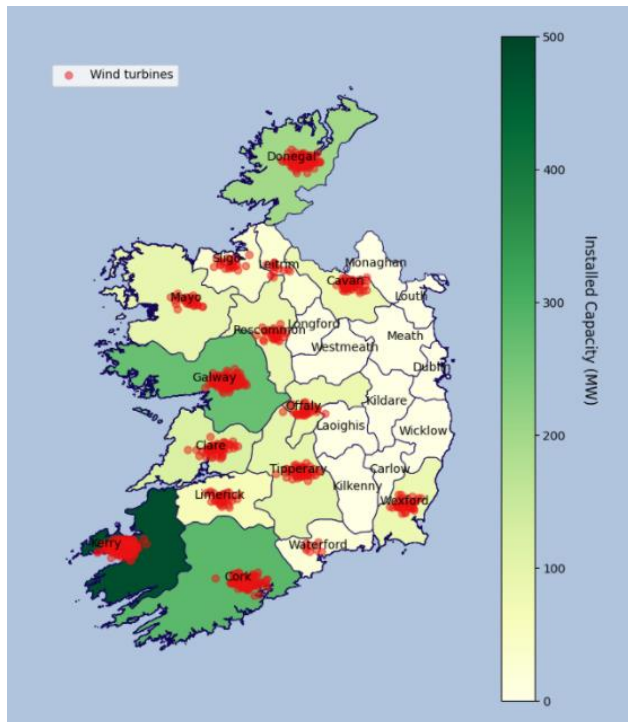 Wind turbines
500
400
300
200
100
0
Installed Capacity (MW)
Donegal
Sligo
Leitrim
Monaghan
Cavan
Louth
Mayo
Roscommon
Longford
Meath
Westmeath
Dublin
Galway
Kildare
Offaly
Laoighis
Wicklow
Clare
Tipperary
Carlow
Kilkenny
Limerick
Wexford
Kerry
Waterford
Cork